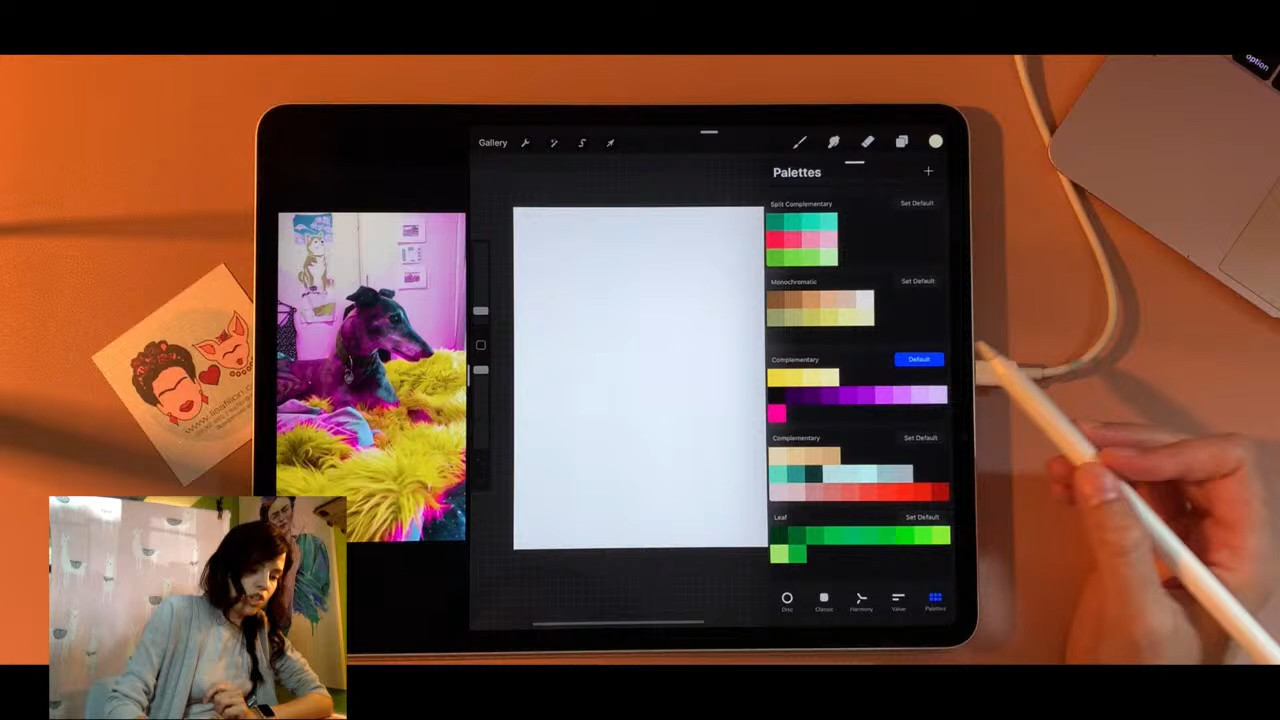 option
Gallery
Palettes
Split Complementary
Set Default
Monochromatic
Set Default
Complementary
Default
Complementary
Set Default
Leaf
Set Default
Disc
Classic
Harmony
Value
Palettes